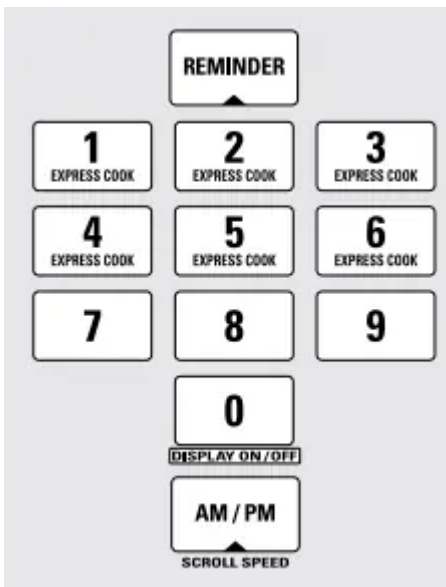 REMINDER
1 2 3
EXPRESS COOK EXPRESS COOK EXPRESS COOK
4 5 6
EXPRESS COOK EXPRESS COOK EXPRESS COOK
7 8 9
0
DISPLAY ON/OFF
AM / PM
SCROLL SPEED